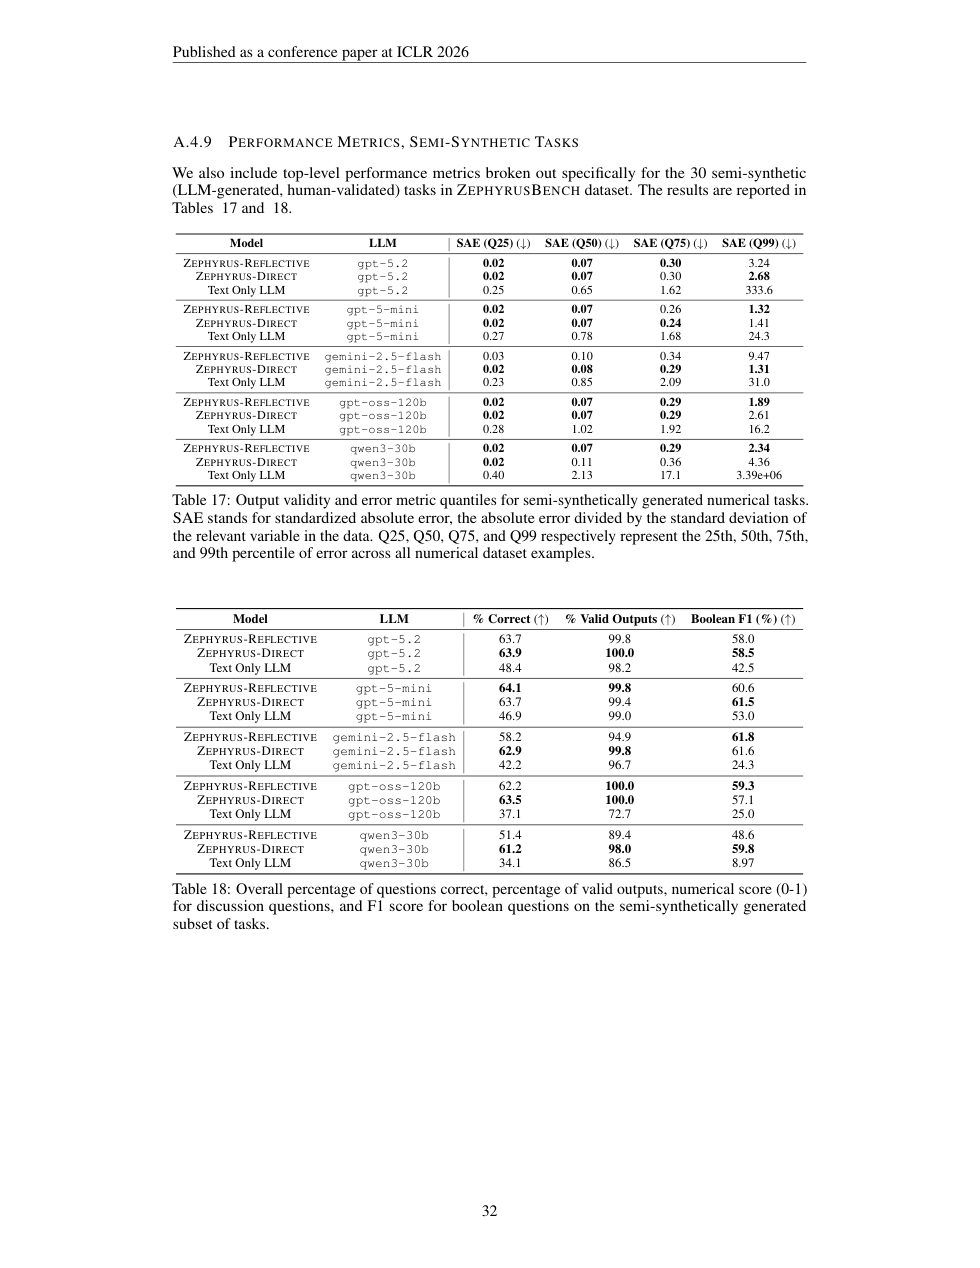 Published as a conference paper at ICLR 2026
A.4.9 PERFORMANCE METRICS, SEMI-SYNTHETIC TASKS
We also include top-level performance metrics broken out specifically for the 30 semi-synthetic
(LLM-generated, human-validated) tasks in ZEPHYRUSBENCH dataset. The results are reported in
Tables 17 and 18.
Model LLM SAE (Q25) (↓) SAE (Q50) (↓) SAE (Q75) (↓) SAE (Q99) (↓)
ZEPHYRUS-REFLECTIVE gpt-5.2 0.02 0.07 0.30 3.24
ZEPHYRUS-DIRECT gpt-5.2 0.02 0.07 0.30 2.68
Text Only LLM gpt-5.2 0.25 0.65 1.62 333.6
ZEPHYRUS-REFLECTIVE gpt-5-mini 0.02 0.07 0.26 1.32
ZEPHYRUS-DIRECT gpt-5-mini 0.02 0.07 0.24 1.41
Text Only LLM gpt-5-mini 0.27 0.78 1.68 24.3
ZEPHYRUS-REFLECTIVE gemini-2.5-flash 0.03 0.10 0.34 9.47
ZEPHYRUS-DIRECT gemini-2.5-flash 0.02 0.08 0.29 1.31
Text Only LLM gemini-2.5-flash 0.23 0.85 2.09 31.0
ZEPHYRUS-REFLECTIVE gpt-oss-120b 0.02 0.07 0.29 1.89
ZEPHYRUS-DIRECT gpt-oss-120b 0.02 0.07 0.29 2.61
Text Only LLM gpt-oss-120b 0.28 1.02 1.92 16.2
ZEPHYRUS-REFLECTIVE qwen3-30b 0.02 0.07 0.29 2.34
ZEPHYRUS-DIRECT qwen3-30b 0.02 0.11 0.36 4.36
Text Only LLM qwen3-30b 0.40 2.13 17.1 3.39e+06
Table 17: Output validity and error metric quantiles for semi-synthetically generated numerical tasks.
SAE stands for standardized absolute error, the absolute error divided by the standard deviation of
the relevant variable in the data. Q25, Q50, Q75, and Q99 respectively represent the 25th, 50th, 75th,
and 99th percentile of error across all numerical dataset examples.
Model LLM % Correct (↑) % Valid Outputs (↑) Boolean F1 (%) (↑)
ZEPHYRUS-REFLECTIVE gpt-5.2 63.7 99.8 58.0
ZEPHYRUS-DIRECT gpt-5.2 63.9 100.0 58.5
Text Only LLM gpt-5.2 48.4 98.2 42.5
ZEPHYRUS-REFLECTIVE gpt-5-mini 64.1 99.8 60.6
ZEPHYRUS-DIRECT gpt-5-mini 63.7 99.4 61.5
Text Only LLM gpt-5-mini 46.9 99.0 53.0
ZEPHYRUS-REFLECTIVE gemini-2.5-flash 58.2 94.9 61.8
ZEPHYRUS-DIRECT gemini-2.5-flash 62.9 99.8 61.6
Text Only LLM gemini-2.5-flash 42.2 96.7 24.3
ZEPHYRUS-REFLECTIVE gpt-oss-120b 62.2 100.0 59.3
ZEPHYRUS-DIRECT gpt-oss-120b 63.5 100.0 57.1
Text Only LLM gpt-oss-120b 37.1 72.7 25.0
ZEPHYRUS-REFLECTIVE qwen3-30b 51.4 89.4 48.6
ZEPHYRUS-DIRECT qwen3-30b 61.2 98.0 59.8
Text Only LLM qwen3-30b 34.1 86.5 8.97
Table 18: Overall percentage of questions correct, percentage of valid outputs, numerical score (0-1)
for discussion questions, and F1 score for boolean questions on the semi-synthetically generated
subset of tasks.
32